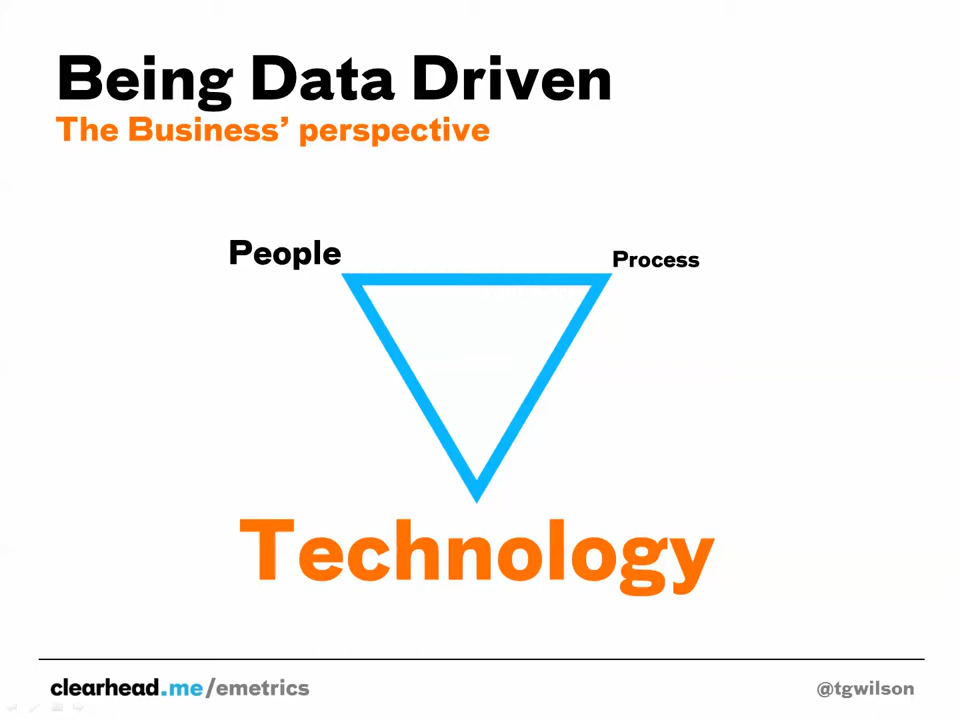 Being Data Driven
The Business’ perspective
People
Process
Technology
clearhead.me/emetrics
@tgwilson